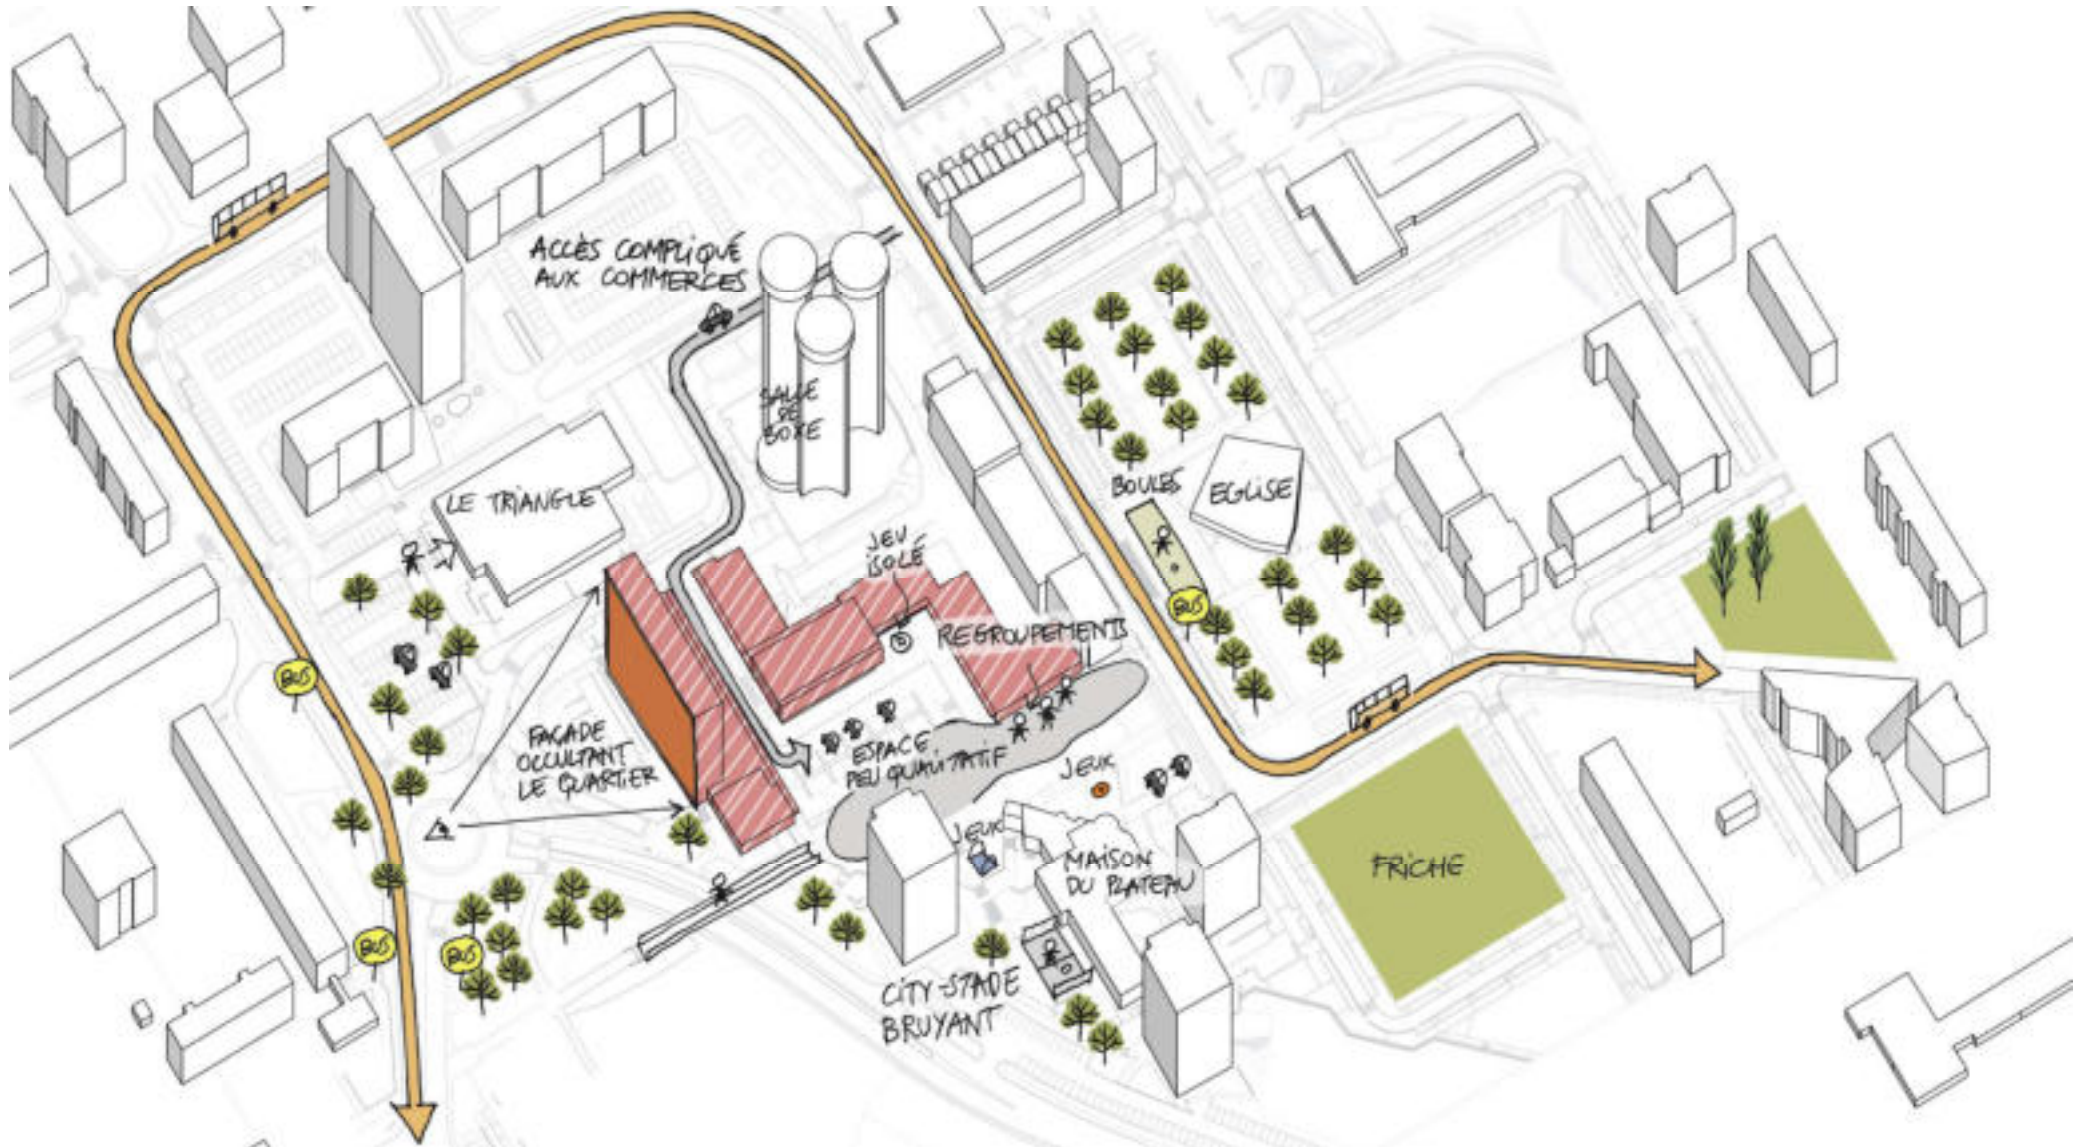 ACCÈS COMPLIQUÉ
AUX COMMERCES
SALLE
DE
BOXE
LE TRIANGLE
BOULES
EGLISE
JEU
ISOLÉ
BUS
REGROUPEMENTS
BUS
FAÇADE
OCCULTANT
LE QUARTIER
ESPACE
PEU QUALITATIF
JEUX
JEUX
MAISON
DU PLATEAU
FRICHE
BUS
BUS
CITY-STADE
BRUYANT